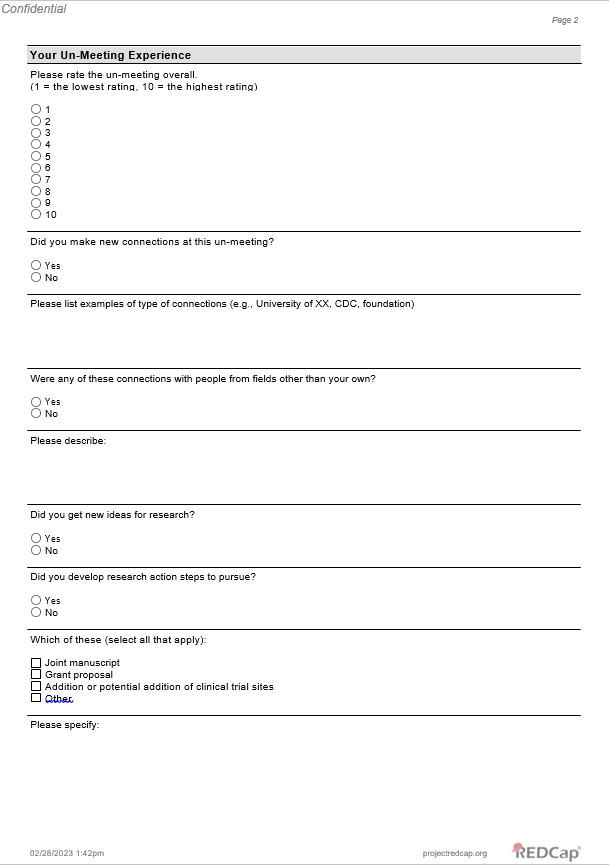 Confidential
Page 2
Your Un-Meeting Experience
Please rate the un-meeting overall.
(1 = the lowest rating, 10 = the highest rating)
1
2
3
4
5
6
7
8
9
10
Did you make new connections at this un-meeting?
Yes
No
Please list examples of type of connections (e.g., University of XX, CDC, foundation)
Were any of these connections with people from fields other than your own?
Yes
No
Please describe:
Did you get new ideas for research?
Yes
No
Did you develop research action steps to pursue?
Yes
No
Which of these (select all that apply):
Joint manuscript
Grant proposal
Addition or potential addition of clinical trial sites
Other
Please specify:
02/28/2023 1:42pm
projectredcap.org
REDCap